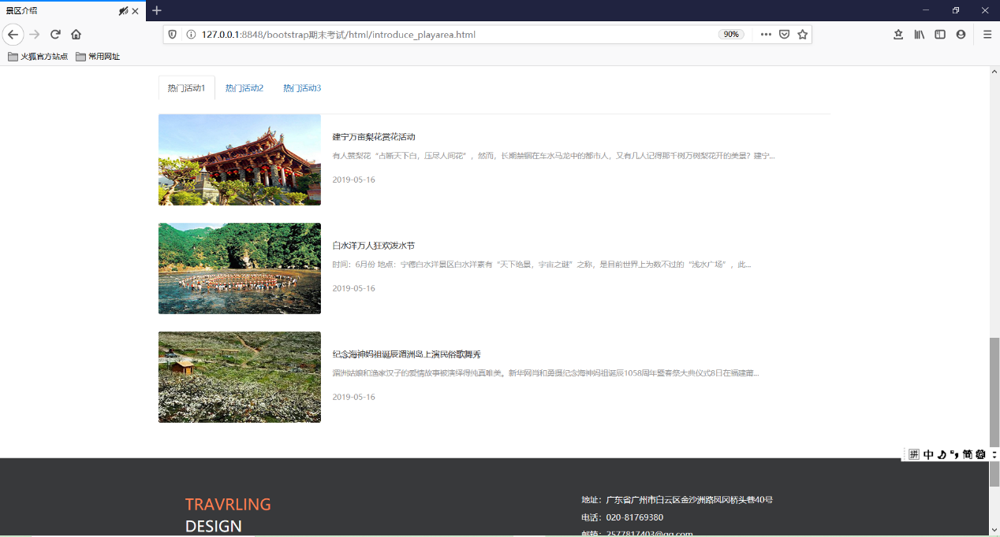 景区介绍
127.0.0.1:8848/bootstrap期末考试/html/introduce_playarea.html
90%
火狐官方站点 常用网址
热门活动1 热门活动2 热门活动3
建宁万亩梨花赏花活动
有人赞梨花“占断天下白，压尽人间花”，然而，长期禁锢在车水马龙中的都市人，又有几人记得那千树万树梨花开的美景？建宁...
2019-05-16
白水洋万人狂欢泼水节
时间：6月份 地点：宁德白水洋景区白水洋素有“天下绝景，宇宙之谜”之称，是目前世界上为数不过的“浅水广场”，此...
2019-05-16
纪念海神妈祖诞辰湄洲岛上演民俗歌舞秀
湄洲姑娘和渔家汉子的爱情故事被演绎得纯真唯美。新华网肖和勇摄纪念海神妈祖诞辰1058周年暨春祭大典仪式8日在福建莆...
2019-05-16
拼 中 简
TRAVRLING
DESIGN
地址：广东省广州市白云区金沙洲路凤冈桥头巷40号
电话：020-81769380
邮箱：2577817403@qq.com